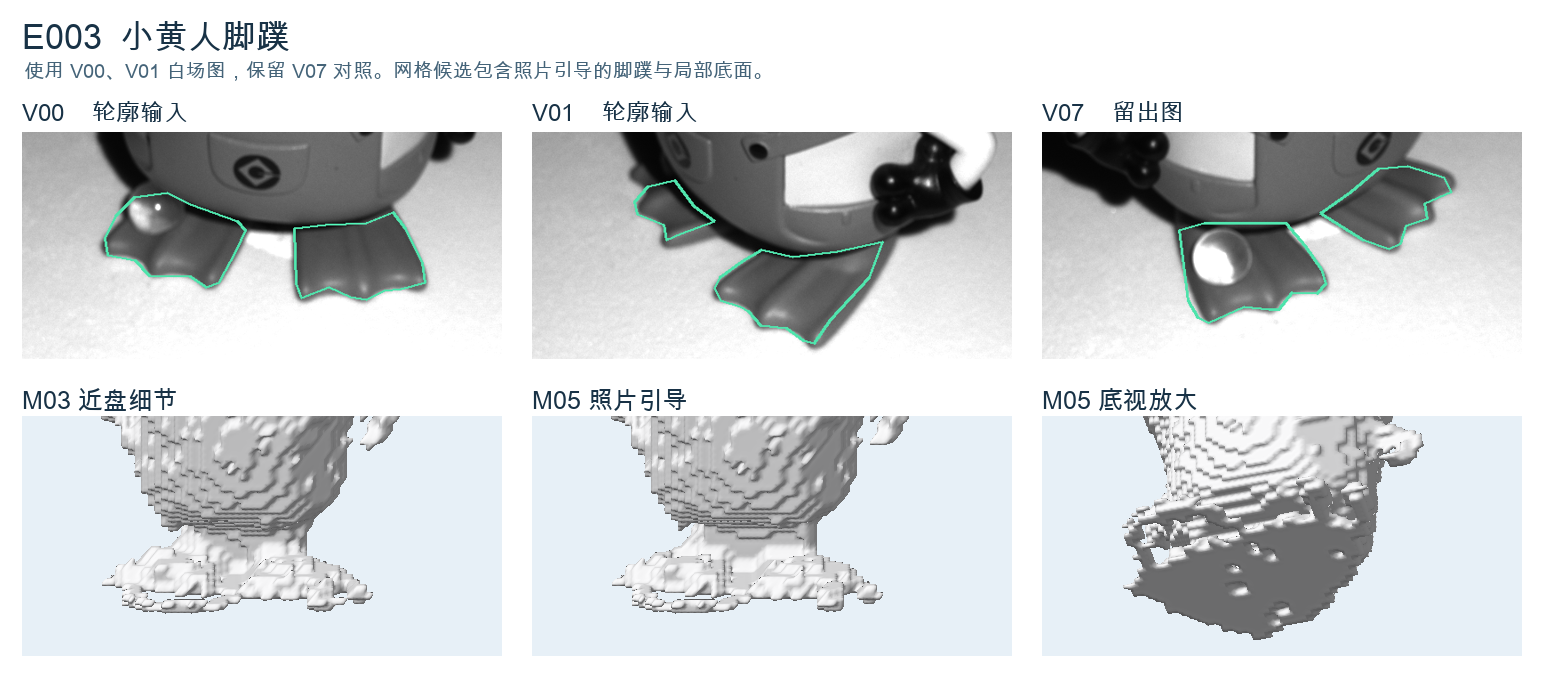 E003 小黄人脚蹼
使用 V00、V01 白场图，保留 V07 对照。网格候选包含照片引导的脚蹼与局部底面。
V00 轮廓输入
V01 轮廓输入
V07 留出图
M03 近盘细节
M05 照片引导
M05 底视放大